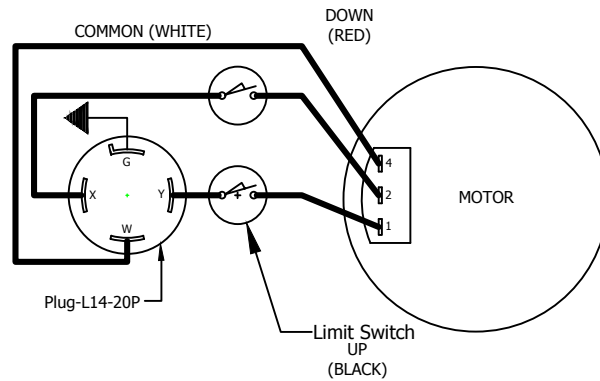 COMMON (WHITE)
DOWN
(RED)
G
X
Y
W
4
2
1
MOTOR
Plug-L14-20P
Limit Switch
UP
(BLACK)